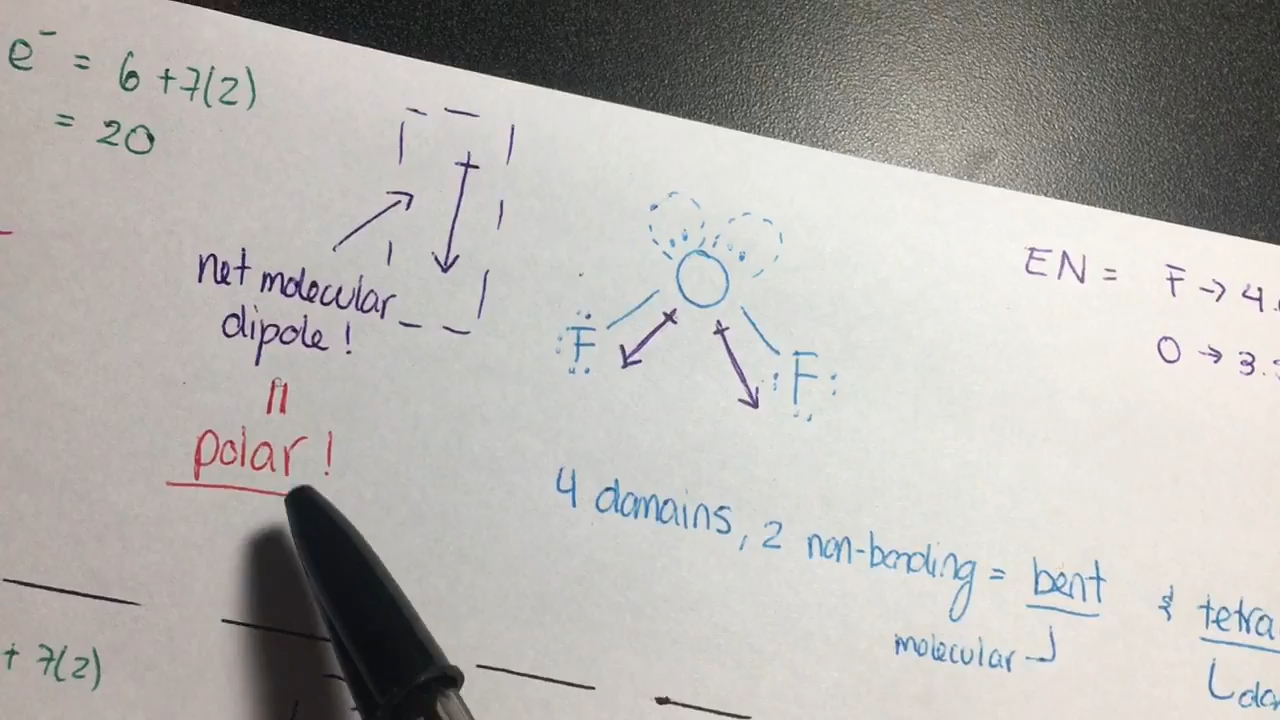 e⁻ = 6 + 7(2)
= 20
net molecular
dipole!
polar!
F
O
F
EN = F → 4.
O → 3.
4 domains, 2 non-bonding = bent & tetra
molecular
+ 7(2)